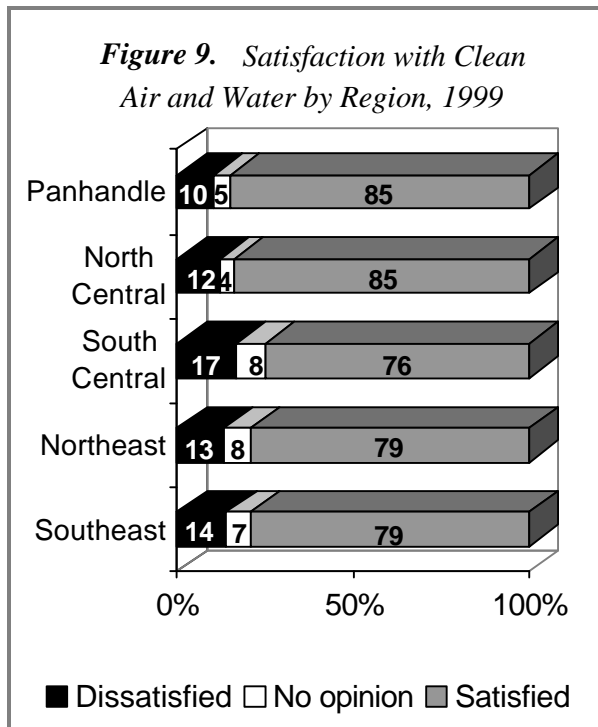 Figure 9. Satisfaction with Clean
Air and Water by Region, 1999
Panhandle 10 5 85
North
Central 12 4 85
South
Central 17 8 76
Northeast 13 8 79
Southeast 14 7 79
0% 50% 100%
Dissatisfied No opinion Satisfied